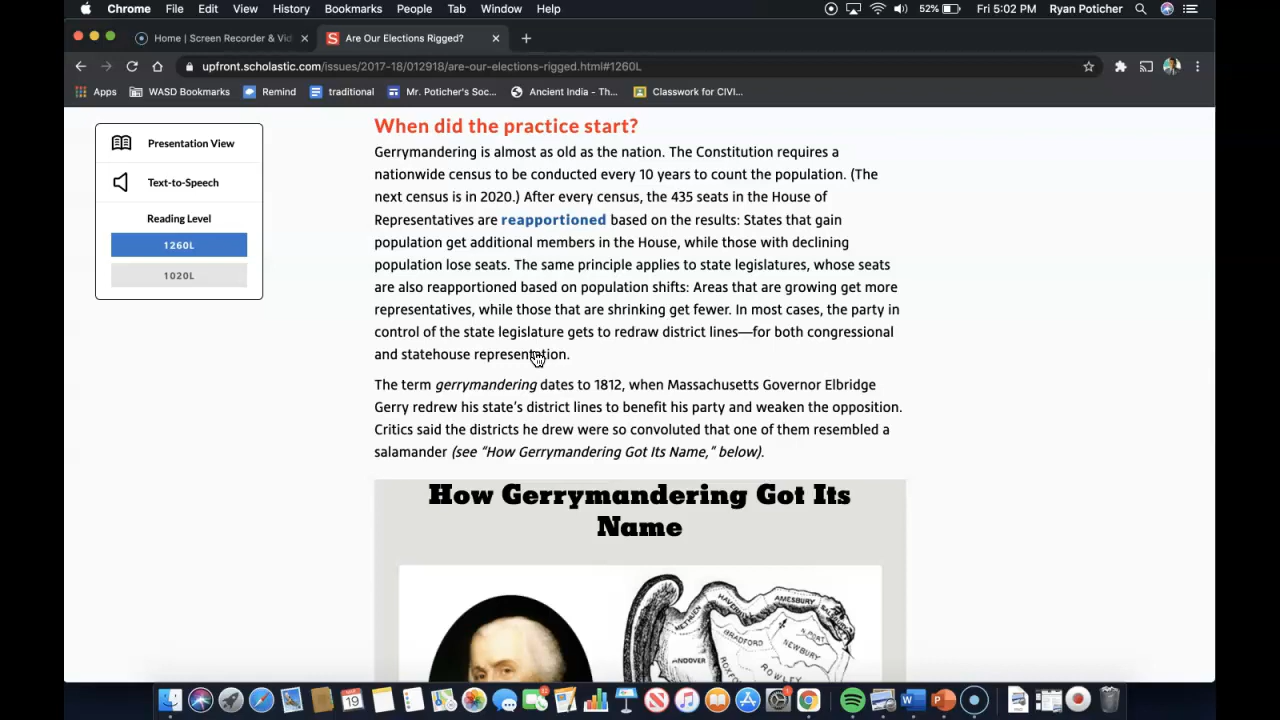 Chrome File Edit View History Bookmarks People Tab Window Help 52% Fri 5:02 PM Ryan Poticher
Home | Screen Recorder & Vid Are Our Elections Rigged?
upfront.scholastic.com/issues/2017-18/012918/are-our-elections-rigged.html#1260L
Apps WASD Bookmarks Remind traditional Mr. Poticher's Soc... Ancient India - Th... Classwork for CIVI...
Presentation View
Text-to-Speech
Reading Level
1260L
1020L
When did the practice start?
Gerrymandering is almost as old as the nation. The Constitution requires a
nationwide census to be conducted every 10 years to count the population. (The
next census is in 2020.) After every census, the 435 seats in the House of
Representatives are reapportioned based on the results: States that gain
population get additional members in the House, while those with declining
population lose seats. The same principle applies to state legislatures, whose seats
are also reapportioned based on population shifts: Areas that are growing get more
representatives, while those that are shrinking get fewer. In most cases, the party in
control of the state legislature gets to redraw district lines—for both congressional
and statehouse representation.
The term gerrymandering dates to 1812, when Massachusetts Governor Elbridge
Gerry redrew his state's district lines to benefit his party and weaken the opposition.
Critics said the districts he drew were so convoluted that one of them resembled a
salamander (see "How Gerrymandering Got Its Name," below).
How Gerrymandering Got Its
Name
AMESBURY
SALISBURY
HAVERHILL
METHUEN
BRADFORD
NEWBURY
ANDOVER
ROWLEY
19